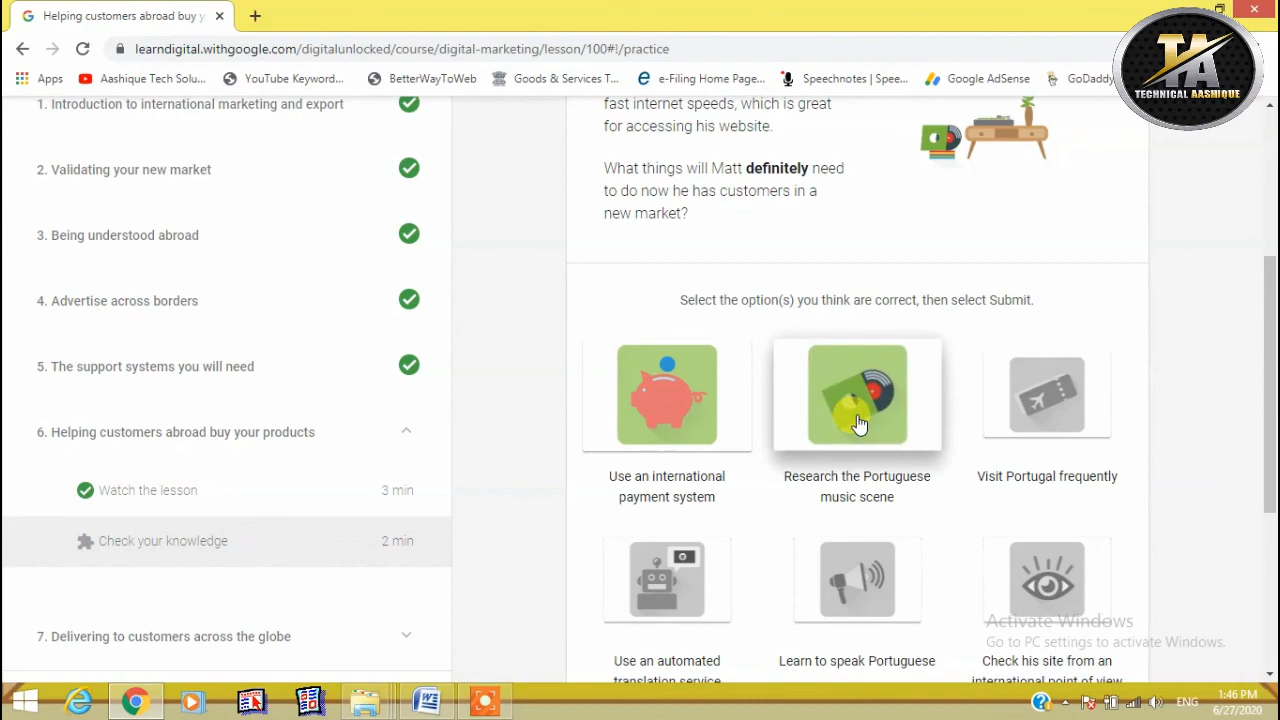 Helping customers abroad buy y
learndigital.withgoogle.com/digitalunlocked/course/digital-marketing/lesson/100#!/practice
Apps
Aashique Tech Solu...
YouTube Keyword...
BetterWayToWeb
Goods & Services T...
e-Filing Home Page...
Speechnotes | Spee...
Google AdSense
GoDaddy
TA
TECHNICAL AASHIQUE
1. Introduction to international marketing and export
2. Validating your new market
3. Being understood abroad
4. Advertise across borders
5. The support systems you will need
6. Helping customers abroad buy your products
Watch the lesson
3 min
Check your knowledge
2 min
7. Delivering to customers across the globe
fast internet speeds, which is great
for accessing his website.
What things will Matt definitely need
to do now he has customers in a
new market?
Select the option(s) you think are correct, then select Submit.
Use an international
payment system
Research the Portuguese
music scene
Visit Portugal frequently
Use an automated
translation service
Learn to speak Portuguese
Check his site from an
international point of view
Activate Windows
Go to PC settings to activate Windows.
ENG
1:46 PM
6/27/2020